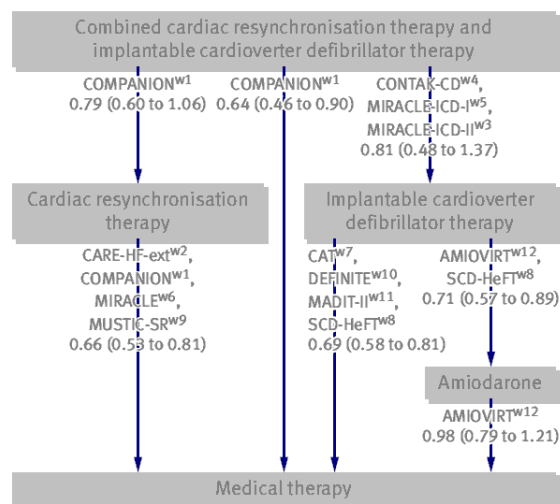 Combined cardiac resynchronisation therapy and
implantable cardioverter defibrillator therapy
COMPANIONw1
0.79 (0.60 to 1.06)
COMPANIONw1
0.64 (0.46 to 0.90)
CONTAK-CDw4,
MIRACLE-ICD-Iw5,
MIRACLE-ICD-IIw3
0.81 (0.48 to 1.37)
Cardiac resynchronisation
therapy
Implantable cardioverter
defibrillator therapy
CARE-HF-extw2,
COMPANIONw1,
MIRACLEw6,
MUSTIC-SRw9
0.66 (0.53 to 0.81)
CATw7,
DEFINITEw10,
MADIT-IIw11,
SCD-HeFTw8
0.69 (0.58 to 0.81)
AMIOVIRTw12,
SCD-HeFTw8
0.71 (0.57 to 0.89)
Amiodarone
AMIOVIRTw12
0.98 (0.79 to 1.21)
Medical therapy